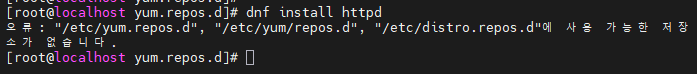 [root@localhost yum.repos.d]# dnf install httpd
오류 : "/etc/yum.repos.d", "/etc/yum/repos.d", "/etc/distro.repos.d"에 사용 가능한 저장
소가 없습니다.
[root@localhost yum.repos.d]#